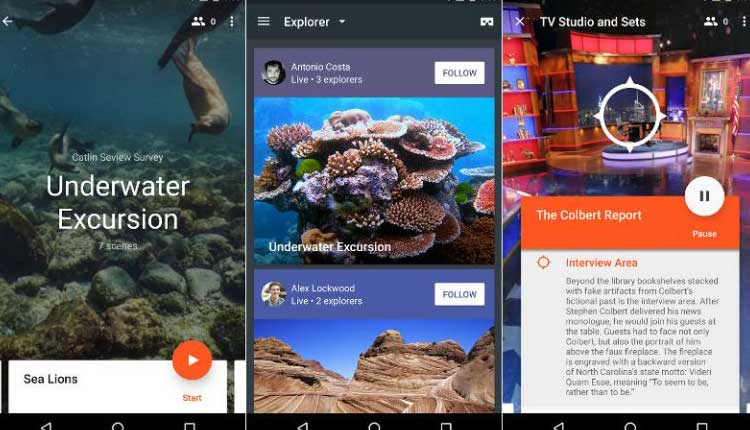 0
Catlin Seview Survey
Underwater
Excursion
7 scenes
Sea Lions
Start
Explorer
Antonio Costa
Live • 3 explorers
FOLLOW
Underwater Excursion
Alex Lockwood
Live • 2 explorers
FOLLOW
TV Studio and Sets
0
The Colbert Report
Pause
Interview Area
Beyond the library bookshelves stacked
with fake artifacts from Colbert's
fictional past is the interview area. After
Stephen Colbert delivered his news
monologue, he would join his guests at
the table. Guests had to face not only
Colbert, but also the portrait of him
above the faux fireplace. The fireplace
is engraved with a backward version
of North Carolina's state motto: Videri
Quam Esse, meaning "To seem to be,
rather than to be."